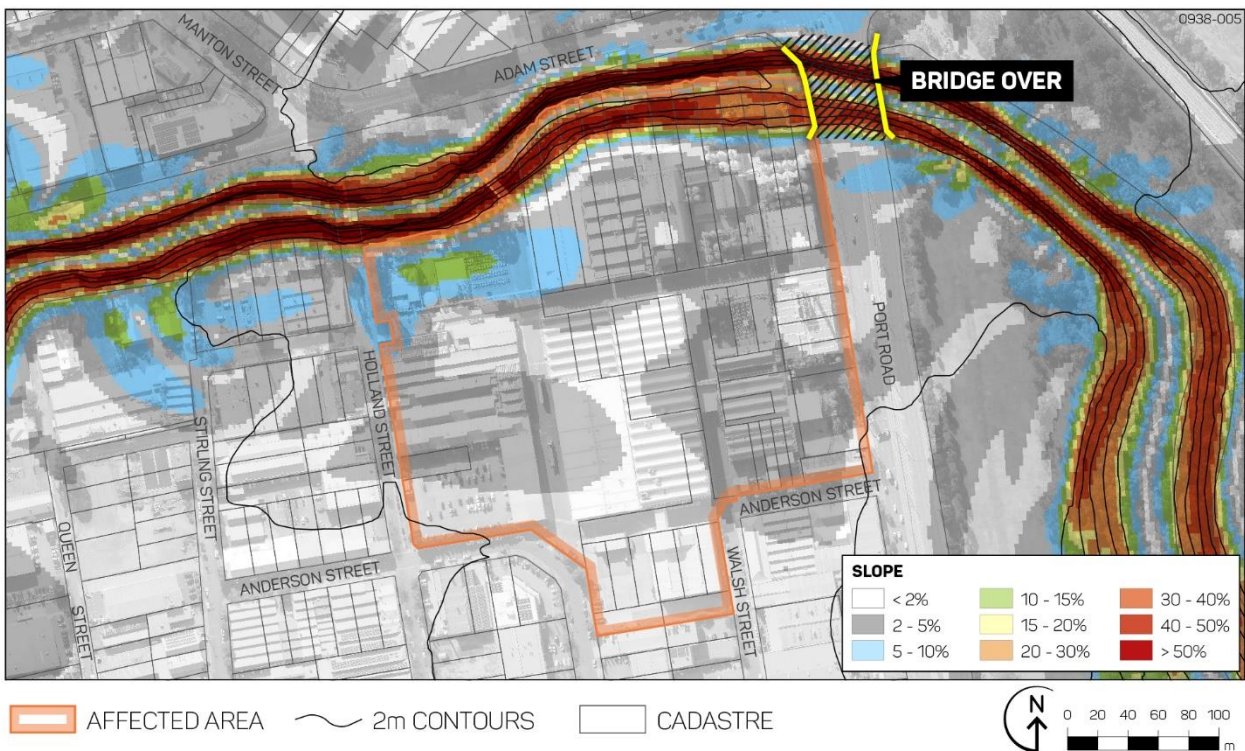 0938-005
MANTON STREET
ADAM STREET
BRIDGE OVER
HOLLAND STREET
PORT ROAD
STIRLING STREET
QUEEN STREET
ANDERSON STREET
ANDERSON STREET
WALSH STREET
SLOPE
< 2%
2 - 5%
5 - 10%
10 - 15%
15 - 20%
20 - 30%
30 - 40%
40 - 50%
> 50%
AFFECTED AREA
2m CONTOURS
CADASTRE
N
0 20 40 60 80 100
m